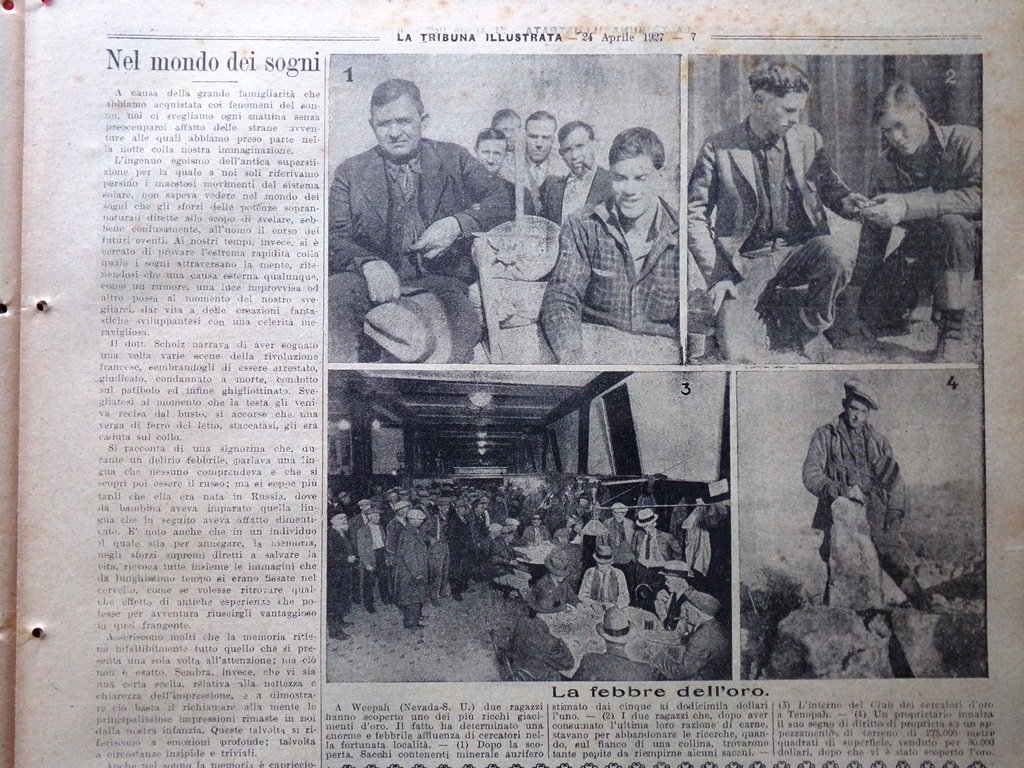 LA TRIBUNA ILLUSTRATA — 24 Aprile 1927 — 7
Nel mondo dei sogni
A causa della grande famigliarità che
abbiamo acquistata coi fenomeni del son-
no, noi ci svegliamo ogni mattina senza
preoccuparci affatto delle strane avven-
ture alle quali abbiamo preso parte nel-
la notte colla nostra immaginazione.
L'ingenuo egoismo dell'antica supersti-
zione per la quale a noi soli riferivamo
persino i maestosi movimenti del sistema
solare, non sapeva vedere nel mondo dei
sogni che gli sforzi delle potenze sopran-
naturali dirette allo scopo di svelare, seb-
bene confusamente, all'uomo il corso dei
futuri eventi. Ai nostri tempi, invece, si è
cercato di provare l'estrema rapidità colla
quale i sogni attraversano la mente, rite-
nendosi che una causa esterna qualunque,
come un rumore, una luce improvvisa od
altro possa al momento del nostro sve-
gliarci, dar vita a delle creazioni fanta-
stiche sviluppantesi con una celerità me-
ravigliosa.
Il dott. Scholz narrava di aver sognato
una volta varie scene della rivoluzione
francese, sembrandogli di essere arrestato,
giudicato, condannato a morte, condotto
sul patibolo ed infine ghigliottinato. Sve-
gliatosi al momento che la testa gli veni-
va recisa dal busto, si accorse che una
verga di ferro del letto, staccatasi, gli era
caduta sul collo.
Si racconta di una signorina che, du-
rante un delirio febbrile, parlava una lin-
gua che nessuno comprendeva e che si
scoprì poi essere il russo; ma si seppe più
tardi che ella era nata in Russia, dove
da bambina aveva imparato quella lin-
gua che in seguito aveva affatto dimenti-
cato. E' noto anche che in un individuo
il quale stia per annegare, la memoria,
negli sforzi supremi diretti a salvare la
vita, rievoca tutte insieme le immagini che
da lunghissimo tempo si erano fissate nel
cervello, come se volesse ritrovar qual-
che effetto di antiche esperienze che po-
tesse per avventura riuscirgli vantaggioso
in quel frangente.
Asseriscono molti che la memoria ritie-
ne infallibilmente tutto quello che si pre-
senta una sola volta all'attenzione; ma ciò
non è esatto. Sembra, invece, che vi sia
una certa scelta, relativa alla nettezza e
chiarezza dell'impressione, e a dimostra-
re ciò basta il richiamare alla mente le
principalissime impressioni rimaste in noi
dalla nostra infanzia. Queste talvolta si ri-
feriscono a emozioni profonde; talvolta
a circostanze insipide e triviali.
Anche nel sogno la memoria è capriccio-
1
2
3
4
La febbre dell'oro.
A Weepah (Nevada-S. U.) due ragazzi
hanno scoperto uno dei più ricchi giaci-
menti d'oro. Il fatto ha determinato una
enorme e febbrile affluenza di cercatori nel-
la fortunata località. — (1) Dopo la sco-
perta. Sacchi contenenti minerale aurifero
stimato dai cinque ai dodicimila dollari
l'uno. — (2) I due ragazzi che, dopo aver
consumato l'ultima loro razione di carne,
stavano per abbandonare le ricerche, quan-
do, sul fianco di una collina, trovarono
tante pepite da riempirne alcuni sacchi. —
(3) L'interno del Club dei cercatori d'oro
a Tenopah. — (4) Un proprietario innalza
un suo segno di diritto di proprietà su un ap-
pezzamento di terreno di 275.000 metri
quadrati di superficie, venduto per 30.000
dollari, dopo che vi è stato scoperto l'oro.